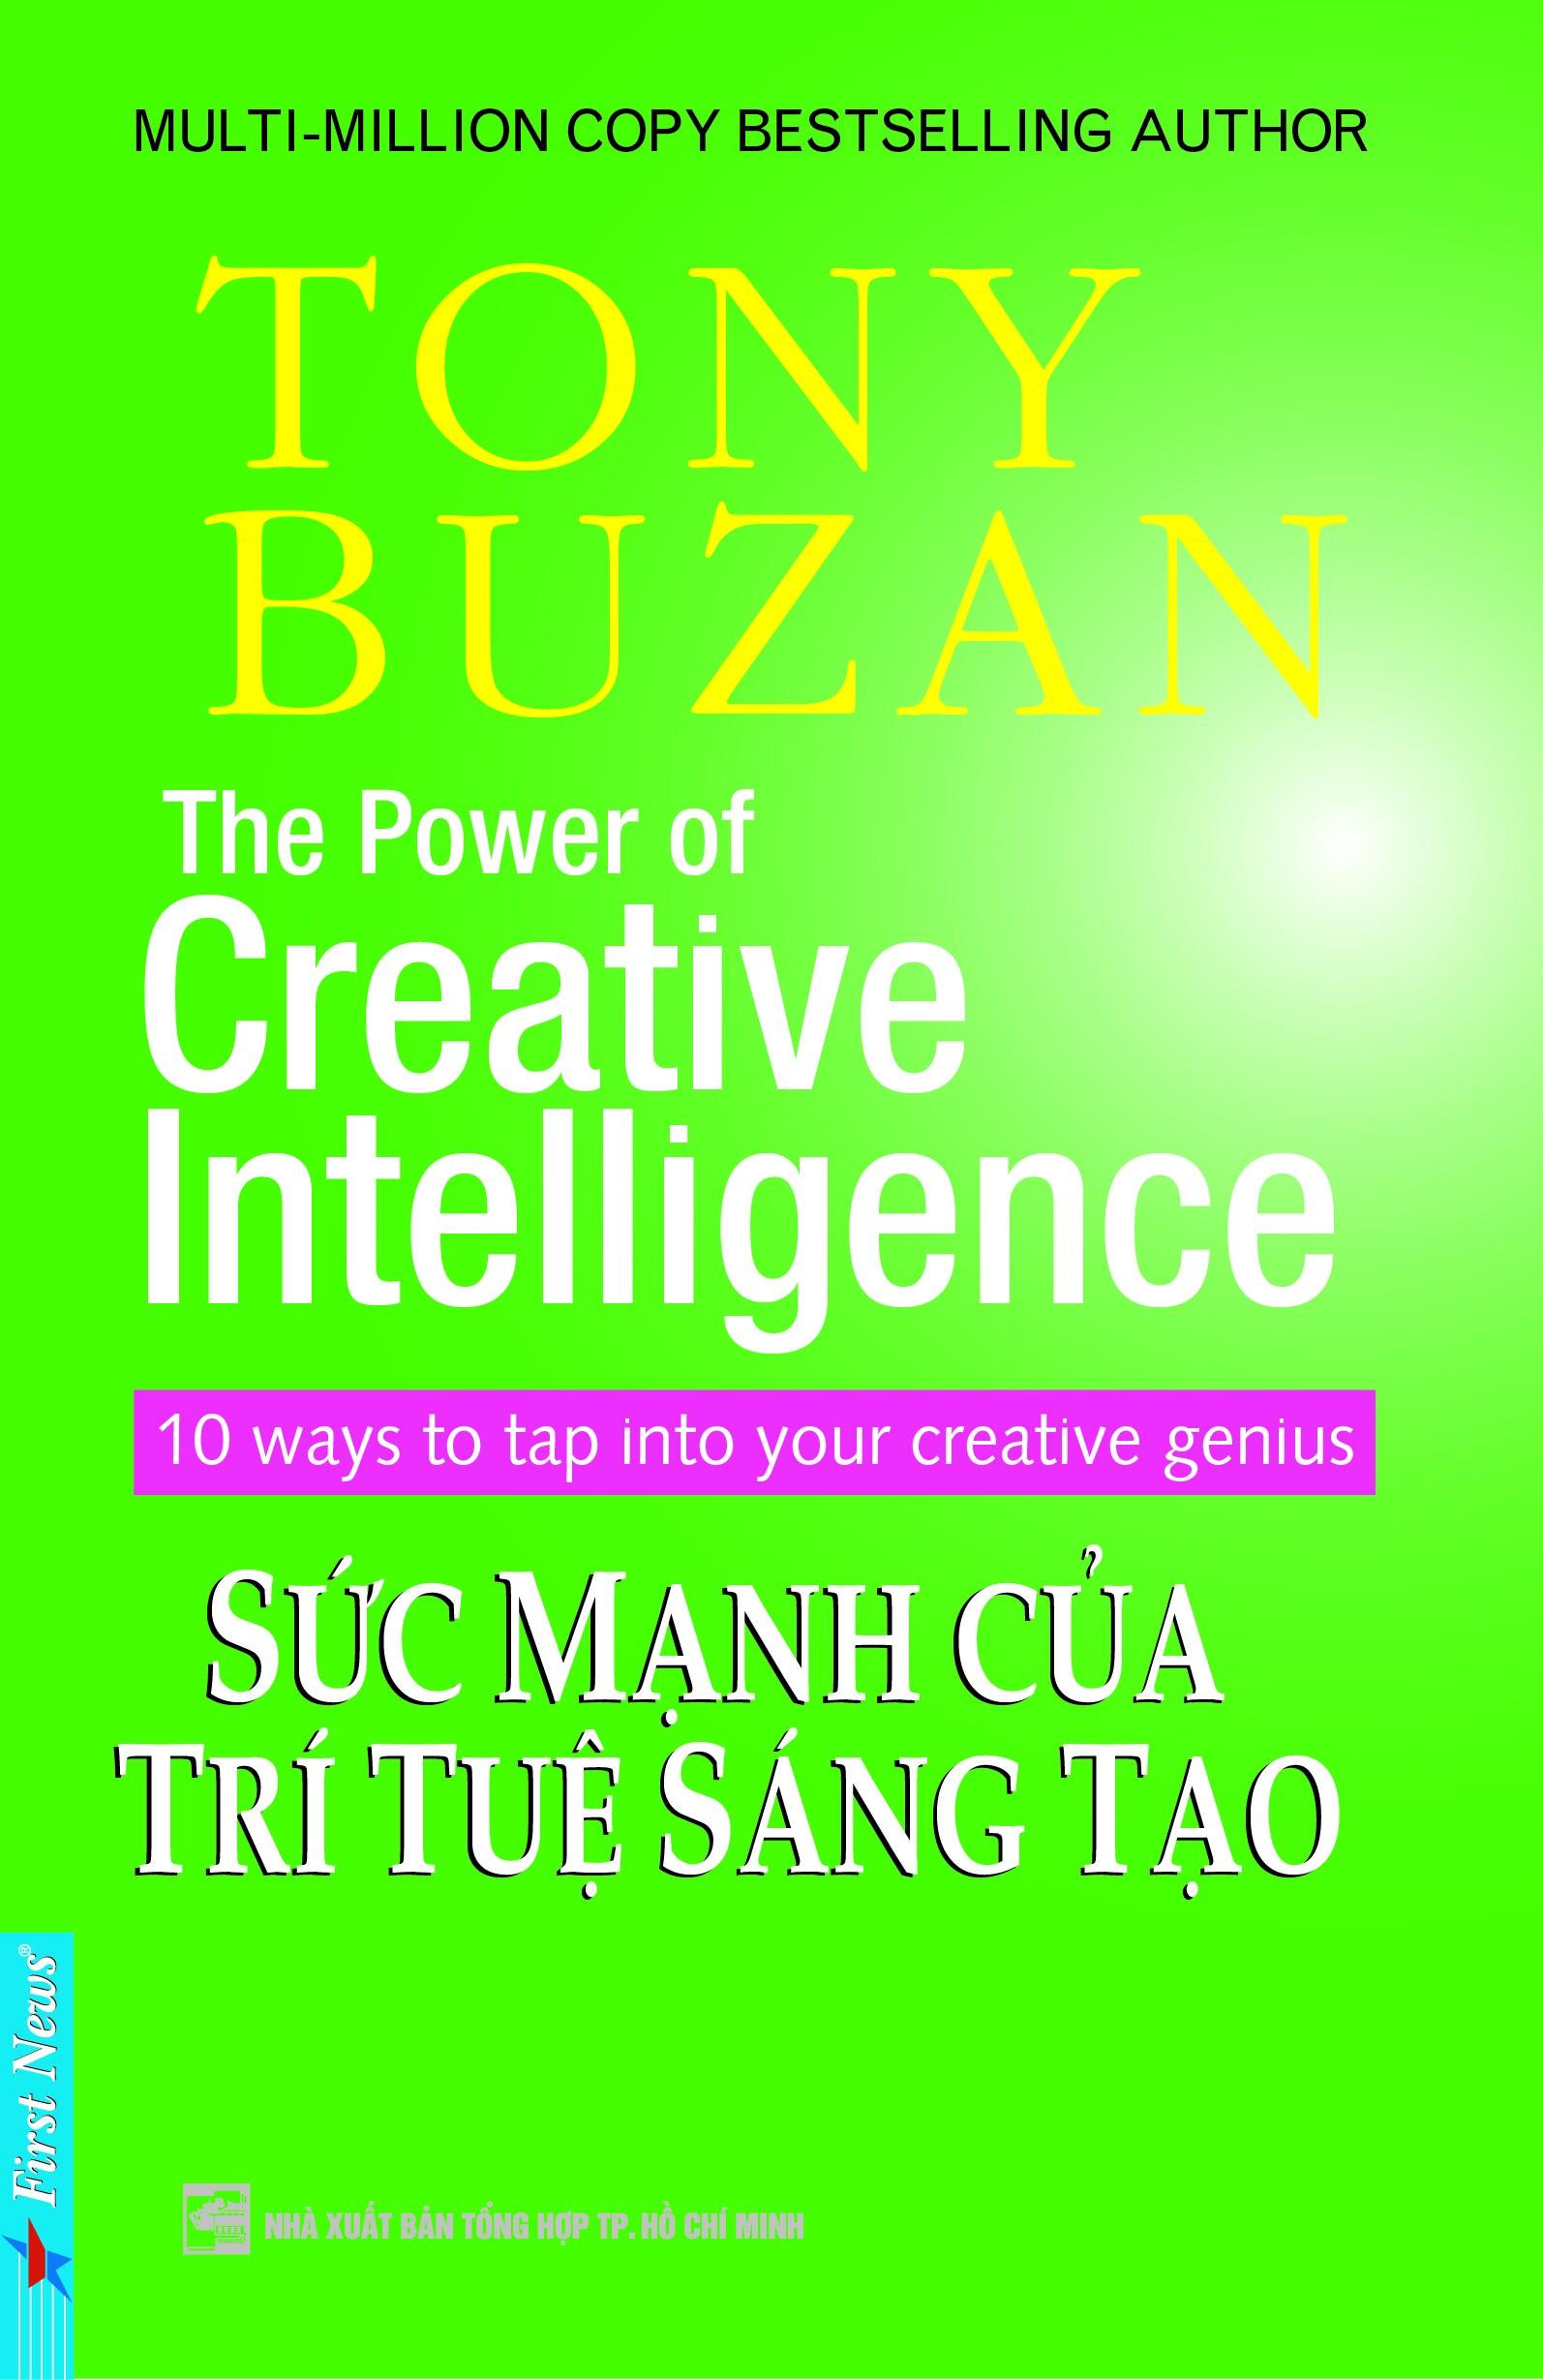 MULTI-MILLION COPY BESTSELLING AUTHOR
TONY
BUZAN
The Power of
Creative
Intelligence
10 ways to tap into your creative genius
SỨC MẠNH CỦA
TRÍ TUỆ SÁNG TẠO
First News®
NHÀ XUẤT BẢN TỔNG HỢP TP. HỒ CHÍ MINH